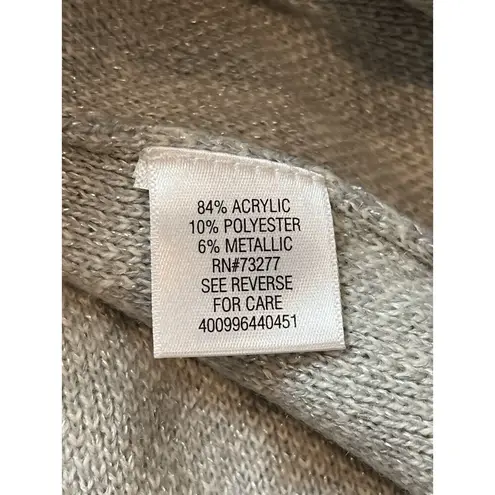 84% ACRYLIC
10% POLYESTER
6% METALLIC
RN#73277
SEE REVERSE
FOR CARE
400996440451